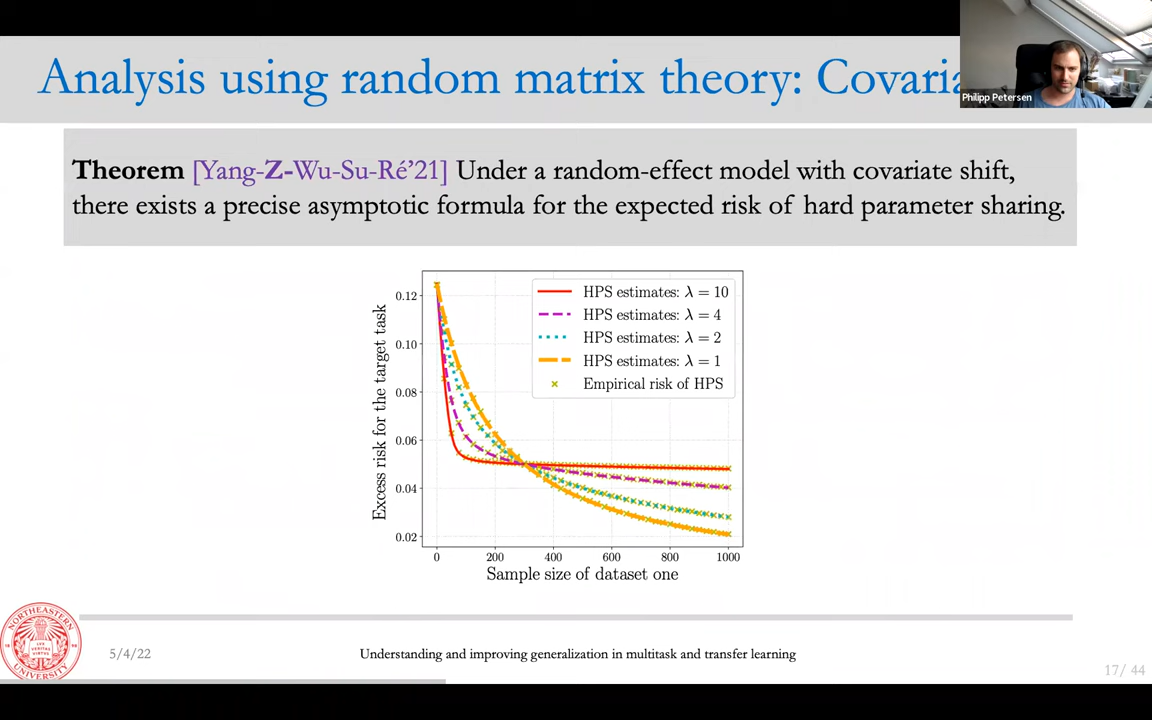 Analysis using random matrix theory: Covaria
Philipp Petersen
Theorem [Yang-Z-Wu-Su-Ré’21] Under a random-effect model with covariate shift,
there exists a precise asymptotic formula for the expected risk of hard parameter sharing.
Excess risk for the target task
0.12
0.10
0.08
0.06
0.04
0.02
HPS estimates: λ = 10
HPS estimates: λ = 4
HPS estimates: λ = 2
HPS estimates: λ = 1
Empirical risk of HPS
0 200 400 600 800 1000
Sample size of dataset one
NORTHEASTERN
UNIVERSITY
5/4/22
Understanding and improving generalization in multitask and transfer learning
17/ 44